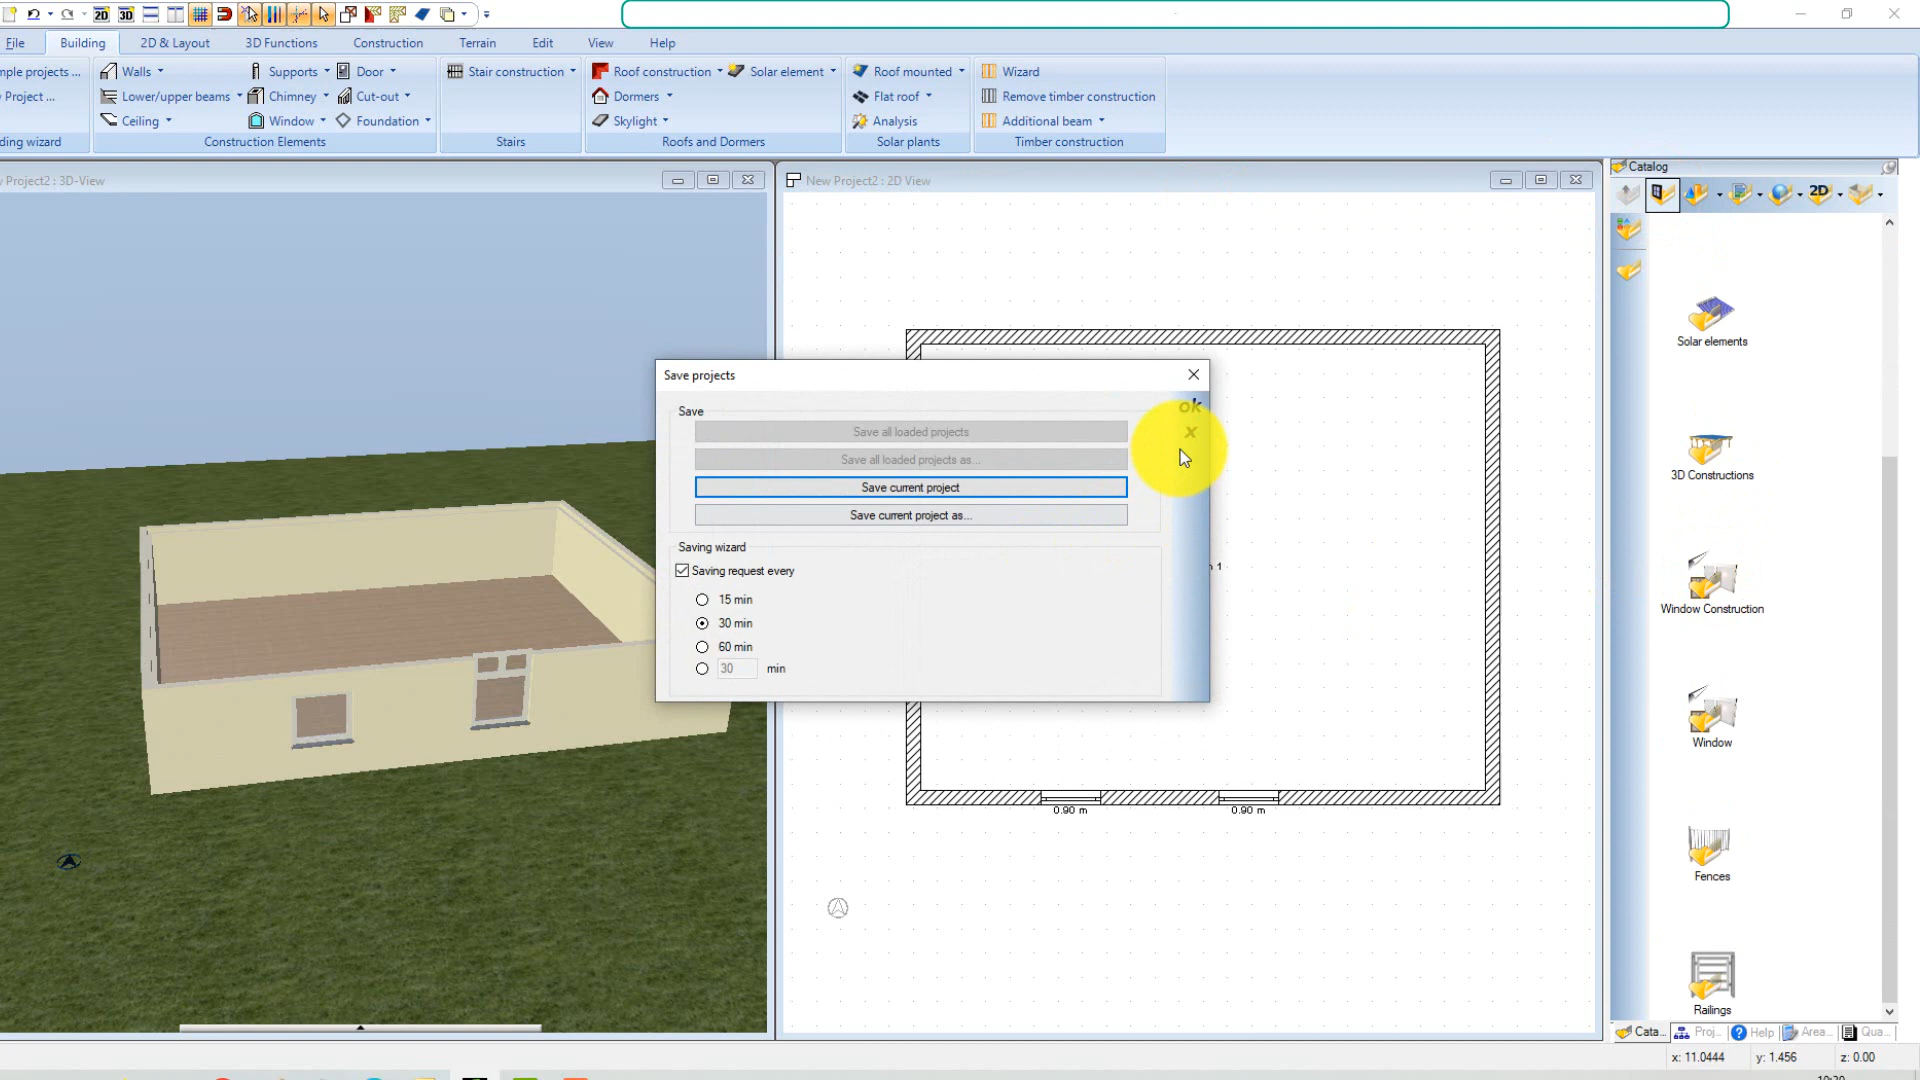 2D 3D
File Building 2D & Layout 3D Functions Construction Terrain Edit View Help
mple projects ... Walls Supports Door Stair construction Roof construction Solar element Roof mounted Wizard
Project ... Lower/upper beams Chimney Cut-out Dormers Flat roof Remove timber construction
Ceiling Window Foundation Skylight Analysis Additional beam
ding wizard Construction Elements Stairs Roofs and Dormers Solar plants Timber construction
Project2 : 3D-View
New Project2 : 2D View
Catalog
2D
Solar elements
3D Constructions
Window Construction
Window
Fences
Railings
Save projects
ok
x
Save
Save all loaded projects
Save all loaded projects as...
Save current project
Save current project as...
Saving wizard
Saving request every
15 min
30 min
60 min
30 min
1
0.90 m 0.90 m
Cata... Proj... Help Area... Qua...
x: 11.0444 y: 1.456 z: 0.00